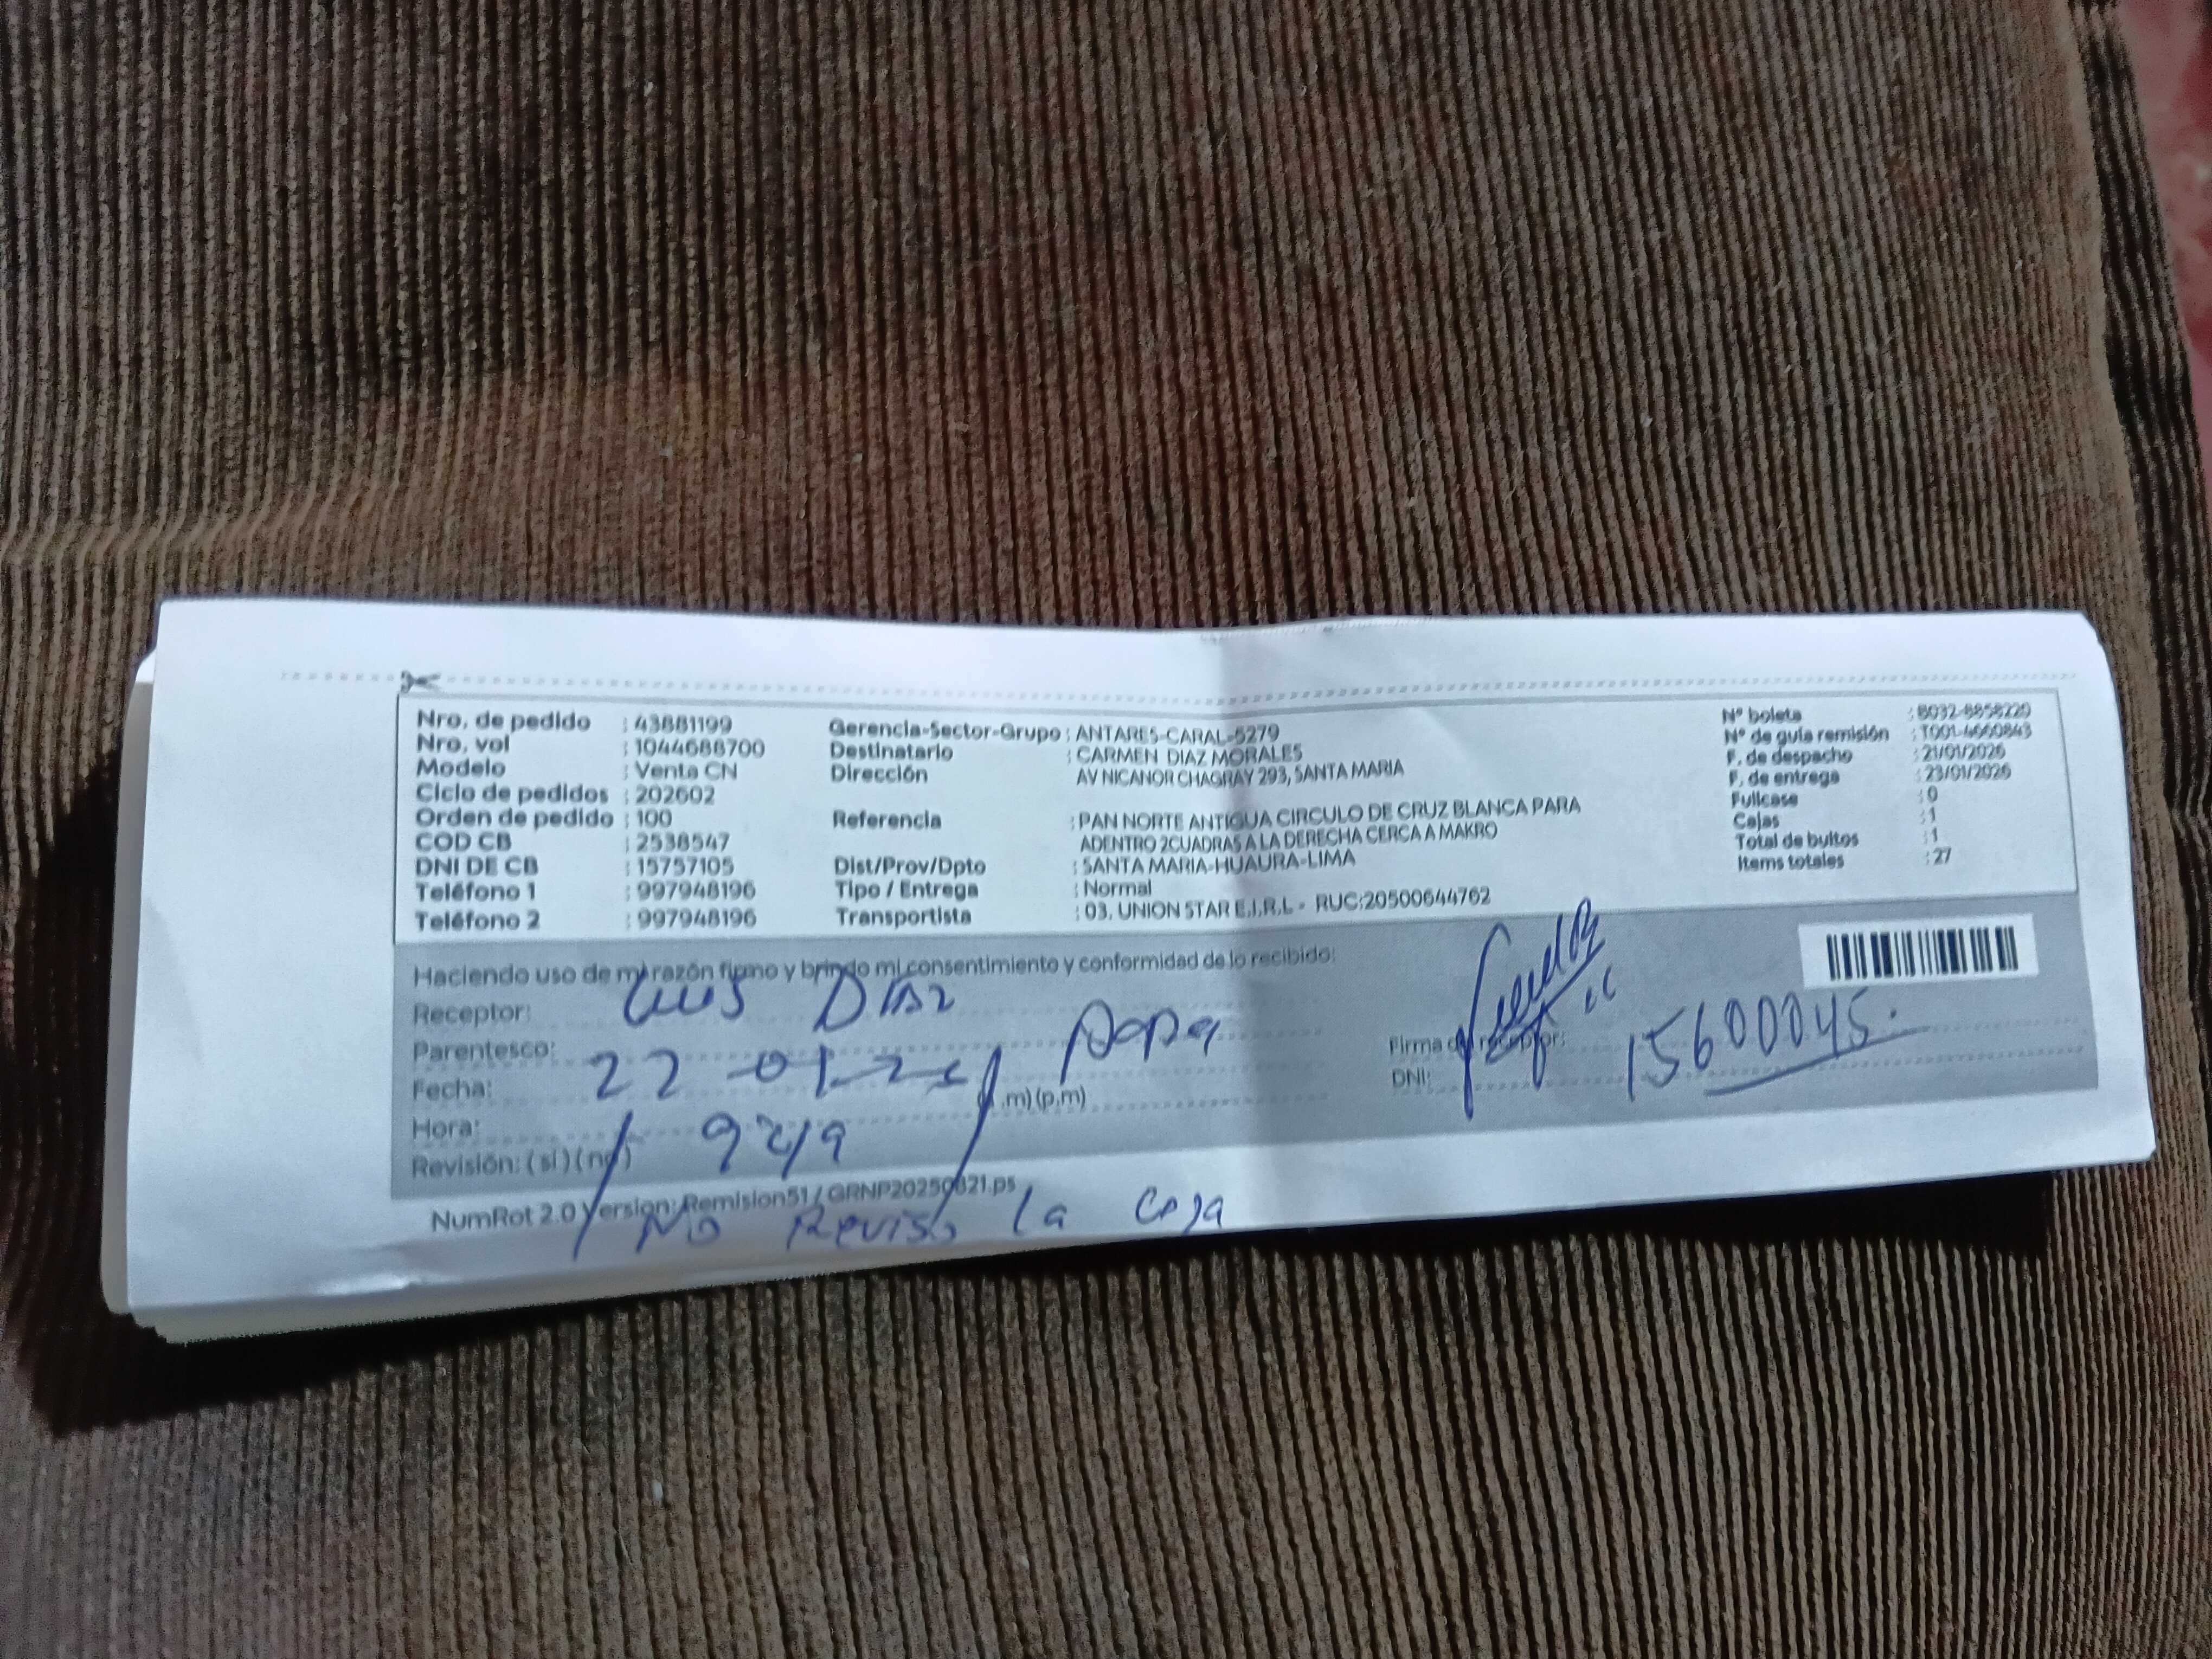 Nro. de pedido : 43881199
Nro. vol : 1044688700
Modelo : Venta CN
Ciclo de pedidos : 202602
Orden de pedido : 100
COD CB : 2538547
DNI DE CB : 15757105
Teléfono 1 : 997948196
Teléfono 2 : 997948196
Gerencia-Sector-Grupo : ANTARES-CARAL-5279
Destinatario : CARMEN DIAZ MORALES
Dirección AV NICANOR CHAGRAY 293, SANTA MARIA
Referencia : PAN NORTE ANTIGUA CIRCULO DE CRUZ BLANCA PARA
ADENTRO 2CUADRAS A LA DERECHA CERCA A MAKRO
Dist/Prov/Dpto : SANTA MARIA-HUAURA-LIMA
Tipo / Entrega : Normal
Transportista : 03. UNION STAR E.I.R.L - RUC:20500644762
N° boleta : B032-8858220
N° de guía remisión : T001-4660843
F. de despacho : 21/01/2026
F. de entrega : 23/01/2026
Fullcase : 0
Cajas : 1
Total de bultos : 1
Items totales : 27
Haciendo uso de mi razón firmo y brindo mi consentimiento y conformidad de lo recibido:
Receptor: Luis Diaz
Parentesco: Papa
Fecha: 22-01-26
(a.m) (p.m)
Hora: 9:49
Revisión: ( si ) ( no )
Firma del receptor:
DNI: 15600045.
NumRot 2.0 Version: Remision51 / GRNP20250821.ps
No Reviso la Caja